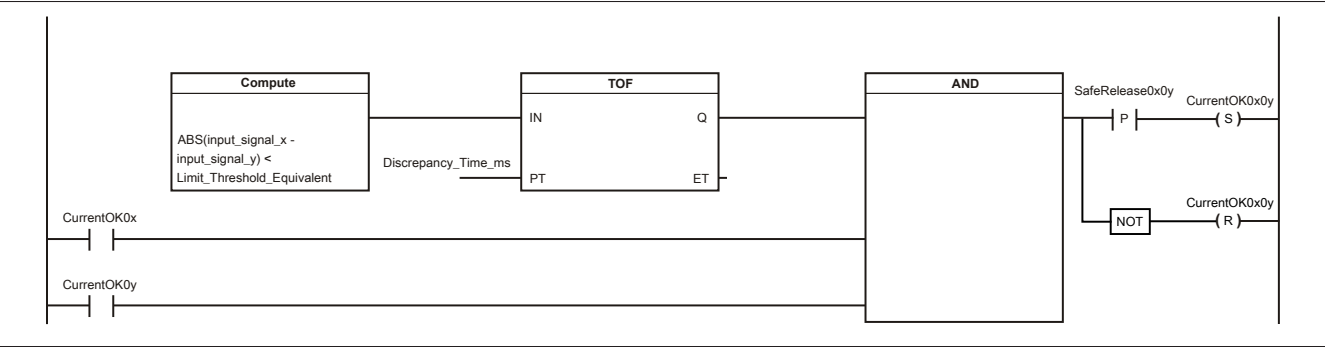 Compute
TOF
AND
SafeRelease0x0y
CurrentOK0x0y
IN
Q
P
( S )
ABS(input_signal_x -
input_signal_y) <
Limit_Threshold_Equivalent
Discrepancy_Time_ms
PT
ET
CurrentOK0x
CurrentOK0x0y
NOT
( R )
CurrentOK0y